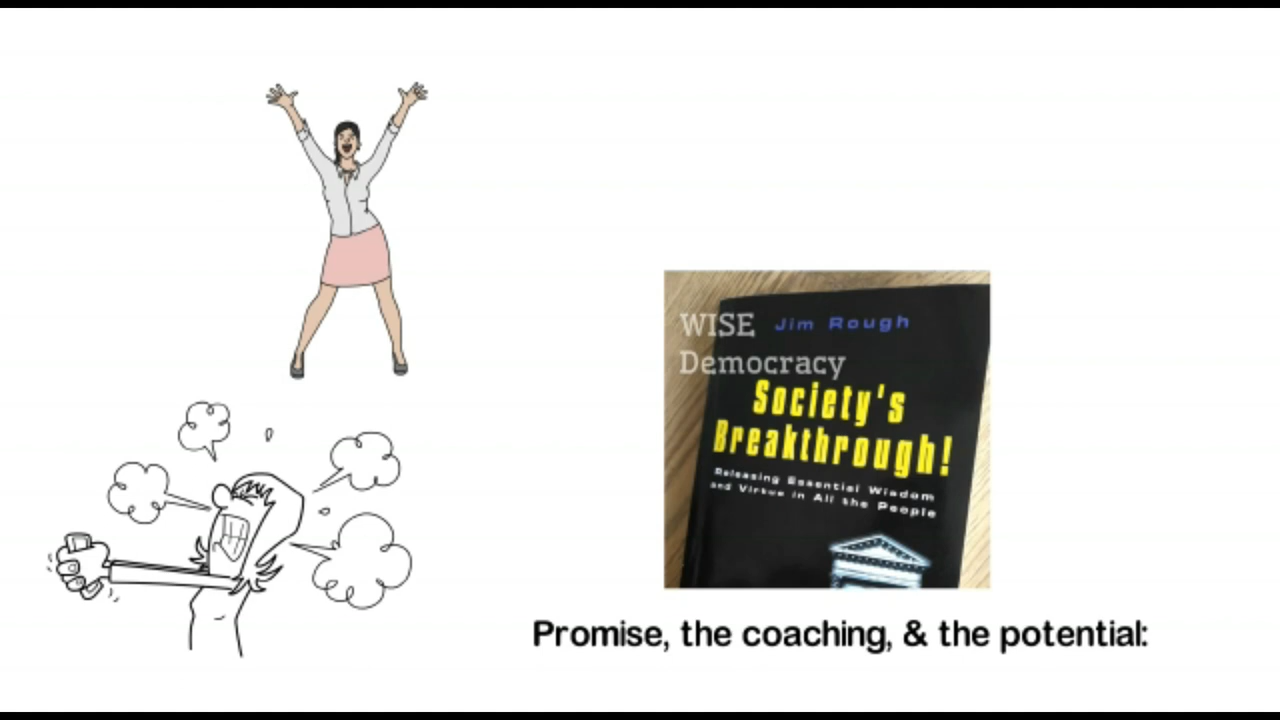 WISE
Democracy
Jim Rough
Society's
Breakthrough!
Releasing Essential Wisdom
and Virtue in All the People
Promise, the coaching, & the potential: